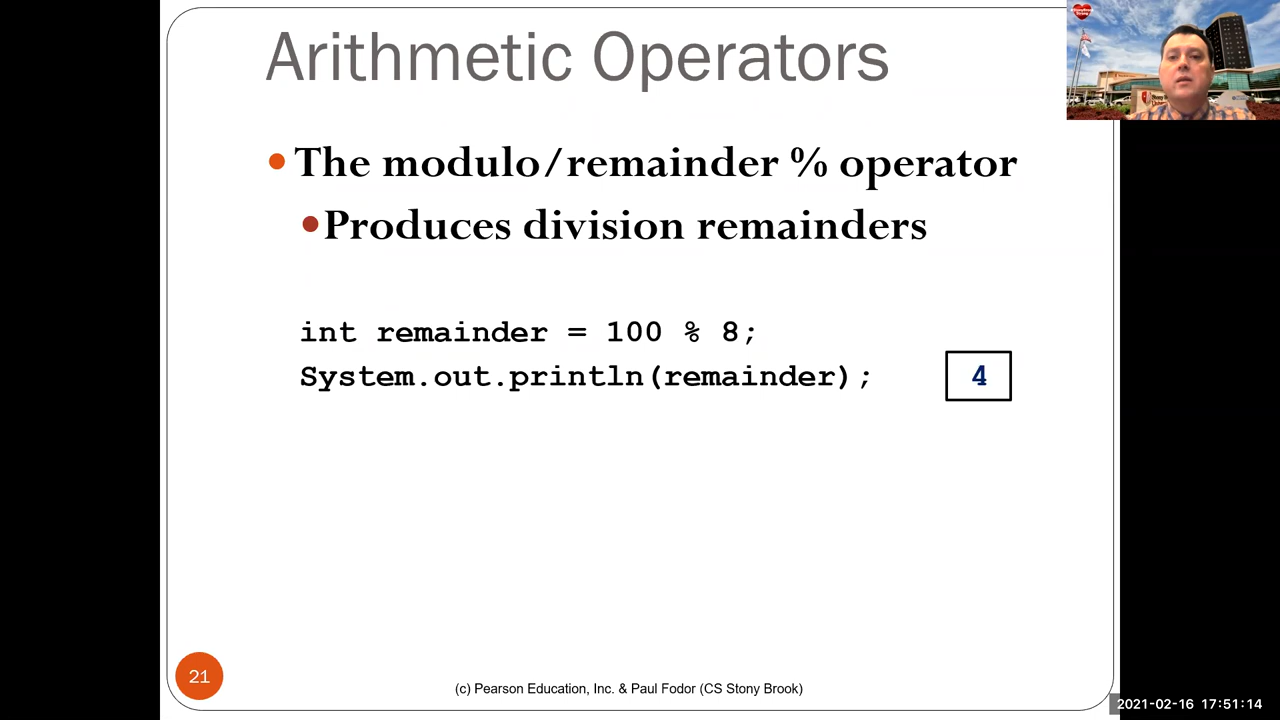 Arithmetic Operators
The modulo/remainder % operator
Produces division remainders
int remainder = 100 % 8;
System.out.println(remainder);
4
21
(c) Pearson Education, Inc. & Paul Fodor (CS Stony Brook)
2021-02-16 17:51:14